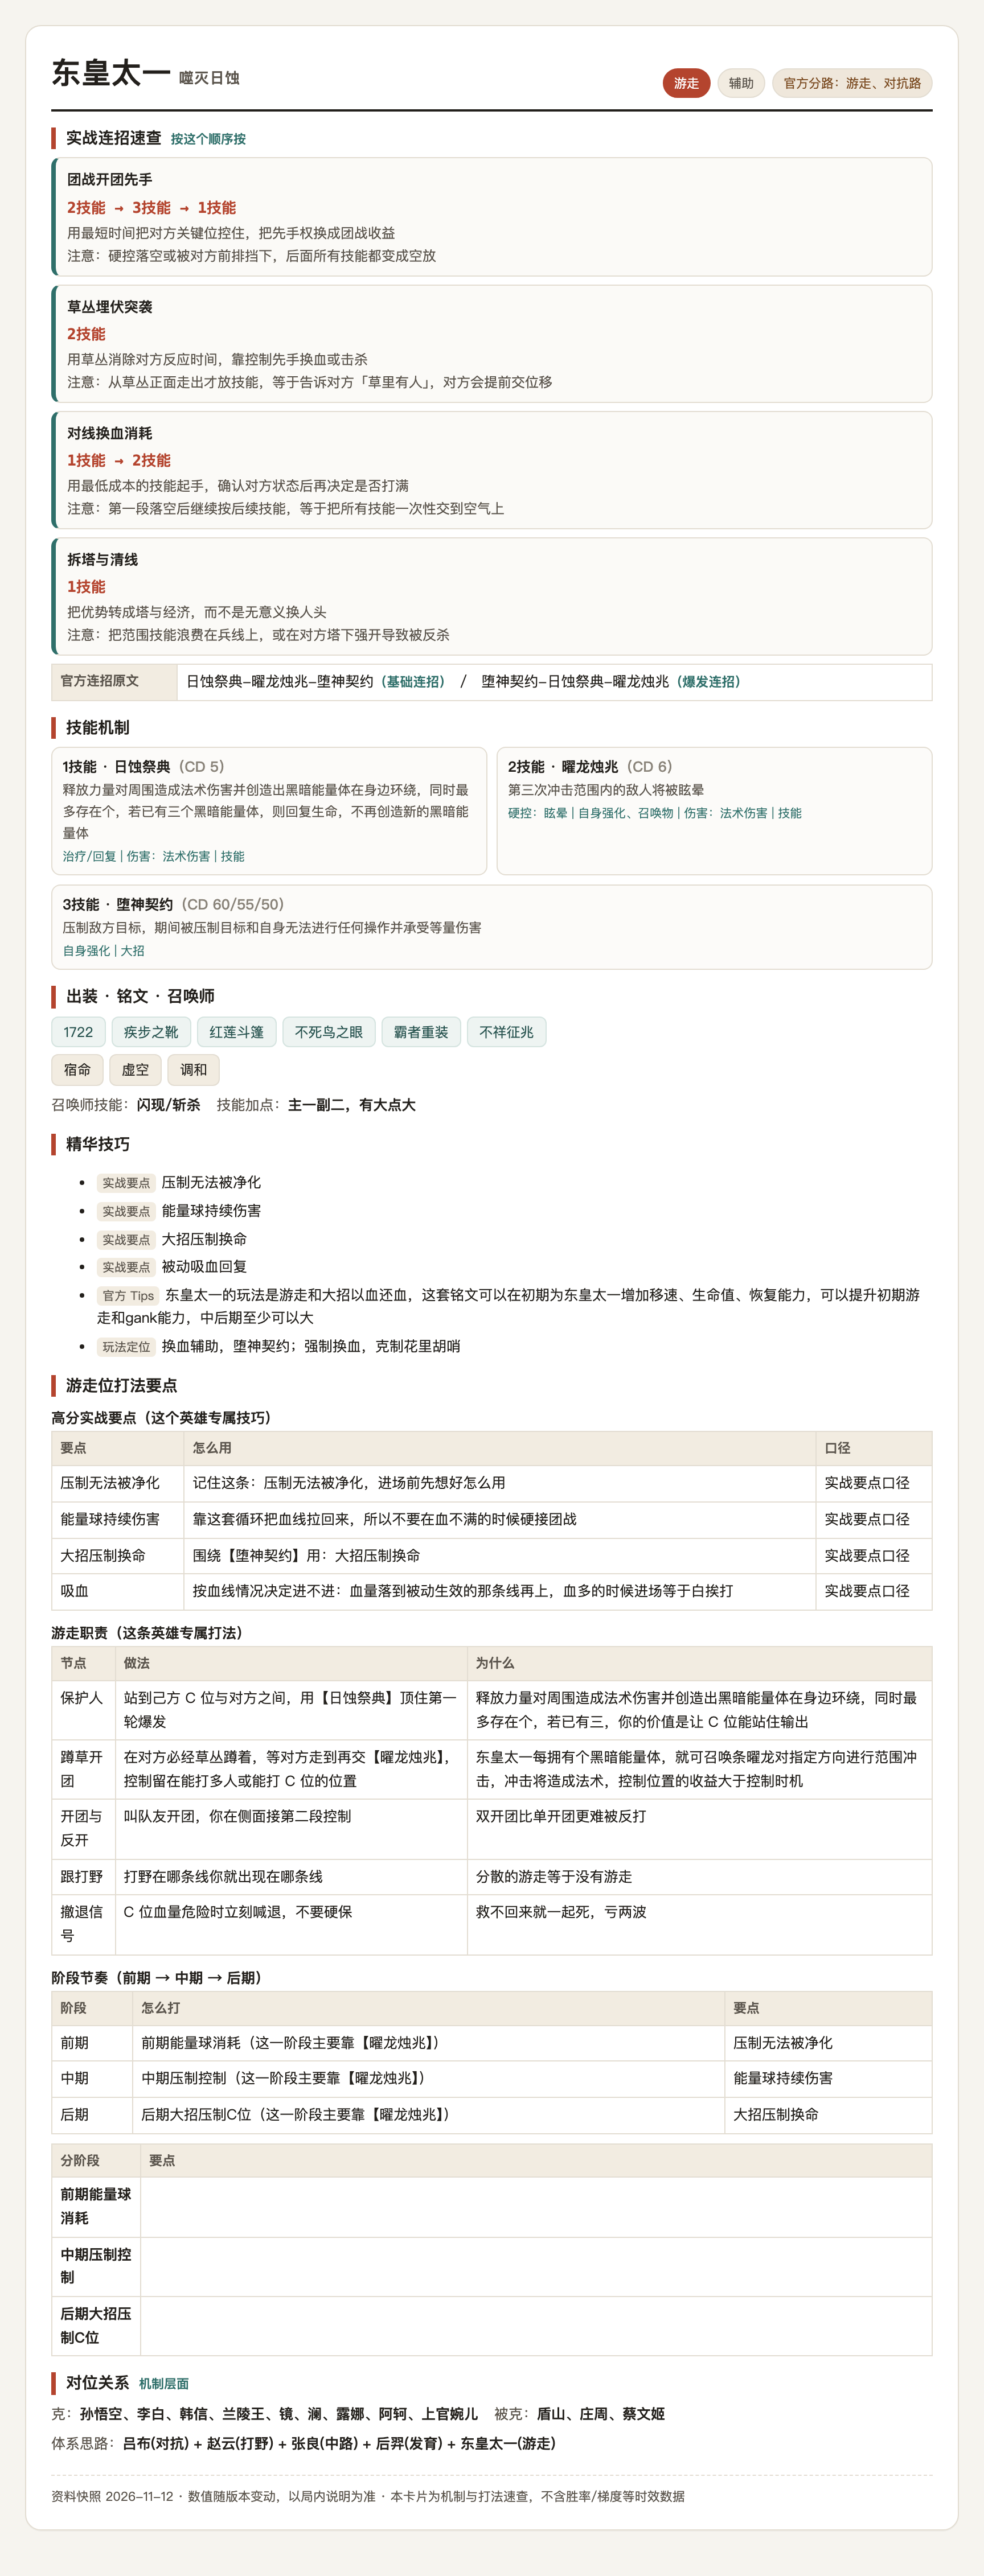 东皇太一 噬灭日蚀
游走 辅助 官方分路：游走、对抗路
实战连招速查 按这个顺序按
团战开团先手
2技能 → 3技能 → 1技能
用最短时间把对方关键位控住，把先手权换成团战收益
注意：硬控落空或被对方前排挡下，后面所有技能都变成空放
草丛埋伏突袭
2技能
用草丛消除对方反应时间，靠控制先手换血或击杀
注意：从草丛正面走出才放技能，等于告诉对方「草里有人」，对方会提前交位移
对线换血消耗
1技能 → 2技能
用最低成本的技能起手，确认对方状态后再决定是否打满
注意：第一段落空后继续按后续技能，等于把所有技能一次性交到空气上
拆塔与清线
1技能
把优势转成塔与经济，而不是无意义换人头
注意：把范围技能浪费在兵线上，或在对方塔下强开导致被反杀
官方连招原文 日蚀祭典–曜龙烛兆–堕神契约（基础连招） / 堕神契约–日蚀祭典–曜龙烛兆（爆发连招）
技能机制
1技能 · 日蚀祭典（CD 5）
释放力量对周围造成法术伤害并创造出黑暗能量体在身边环绕，同时最
多存在个，若已有三个黑暗能量体，则回复生命，不再创造新的黑暗能
量体
治疗/回复 | 伤害：法术伤害 | 技能
2技能 · 曜龙烛兆（CD 6）
第三次冲击范围内的敌人将被眩晕
硬控：眩晕 | 自身强化、召唤物 | 伤害：法术伤害 | 技能
3技能 · 堕神契约（CD 60/55/50）
压制敌方目标，期间被压制目标和自身无法进行任何操作并承受等量伤害
自身强化 | 大招
出装 · 铭文 · 召唤师
1722 疾步之靴 红莲斗篷 不死鸟之眼 霸者重装 不祥征兆
宿命 虚空 调和
召唤师技能：闪现/斩杀 技能加点：主一副二，有大点大
精华技巧
• 实战要点 压制无法被净化
• 实战要点 能量球持续伤害
• 实战要点 大招压制换命
• 实战要点 被动吸血回复
• 官方 Tips 东皇太一的玩法是游走和大招以血还血，这套铭文可以在初期为东皇太一增加移速、生命值、恢复能力，可以提升初期游
走和gank能力，中后期至少可以大
• 玩法定位 换血辅助，堕神契约；强制换血，克制花里胡哨
游走位打法要点
高分实战要点（这个英雄专属技巧）
要点 怎么用 口径
压制无法被净化 记住这条：压制无法被净化，进场前先想好怎么用 实战要点口径
能量球持续伤害 靠这套循环把血线拉回来，所以不要在血不满的时候硬接团战 实战要点口径
大招压制换命 围绕【堕神契约】用：大招压制换命 实战要点口径
吸血 按血线情况决定进不进：血量落到被动生效的那条线再上，血多的时候进场等于白挨打 实战要点口径
游走职责（这条英雄专属打法）
节点 做法 为什么
保护人 站到己方 C 位与对方之间，用【日蚀祭典】顶住第一
轮爆发 释放力量对周围造成法术伤害并创造出黑暗能量体在身边环绕，同时最
多存在个，若已有三，你的价值是让 C 位能站住输出
蹲草开
团 在对方必经草丛蹲着，等对方走到再交【曜龙烛兆】，
控制留在能打多人或能打 C 位的位置 东皇太一每拥有个黑暗能量体，就可召唤条曜龙对指定方向进行范围冲
击，冲击将造成法术，控制位置的收益大于控制时机
开团与
反开 叫队友开团，你在侧面接第二段控制 双开团比单开团更难被反打
跟打野 打野在哪条线你就出现在哪条线 分散的游走等于没有游走
撤退信
号 C 位血量危险时立刻喊退，不要硬保 救不回来就一起死，亏两波
阶段节奏（前期 → 中期 → 后期）
阶段 怎么打 要点
前期 前期能量球消耗（这一阶段主要靠【曜龙烛兆】） 压制无法被净化
中期 中期压制控制（这一阶段主要靠【曜龙烛兆】） 能量球持续伤害
后期 后期大招压制C位（这一阶段主要靠【曜龙烛兆】） 大招压制换命
分阶段 要点
前期能量球
消耗
中期压制控
制
后期大招压
制C位
对位关系 机制层面
克：孙悟空、李白、韩信、兰陵王、镜、澜、露娜、阿轲、上官婉儿 被克：盾山、庄周、蔡文姬
体系思路：吕布(对抗) + 赵云(打野) + 张良(中路) + 后羿(发育) + 东皇太一(游走)
资料快照 2026–11–12 · 数值随版本变动，以局内说明为准 · 本卡片为机制与打法速查，不含胜率/梯度等时效数据